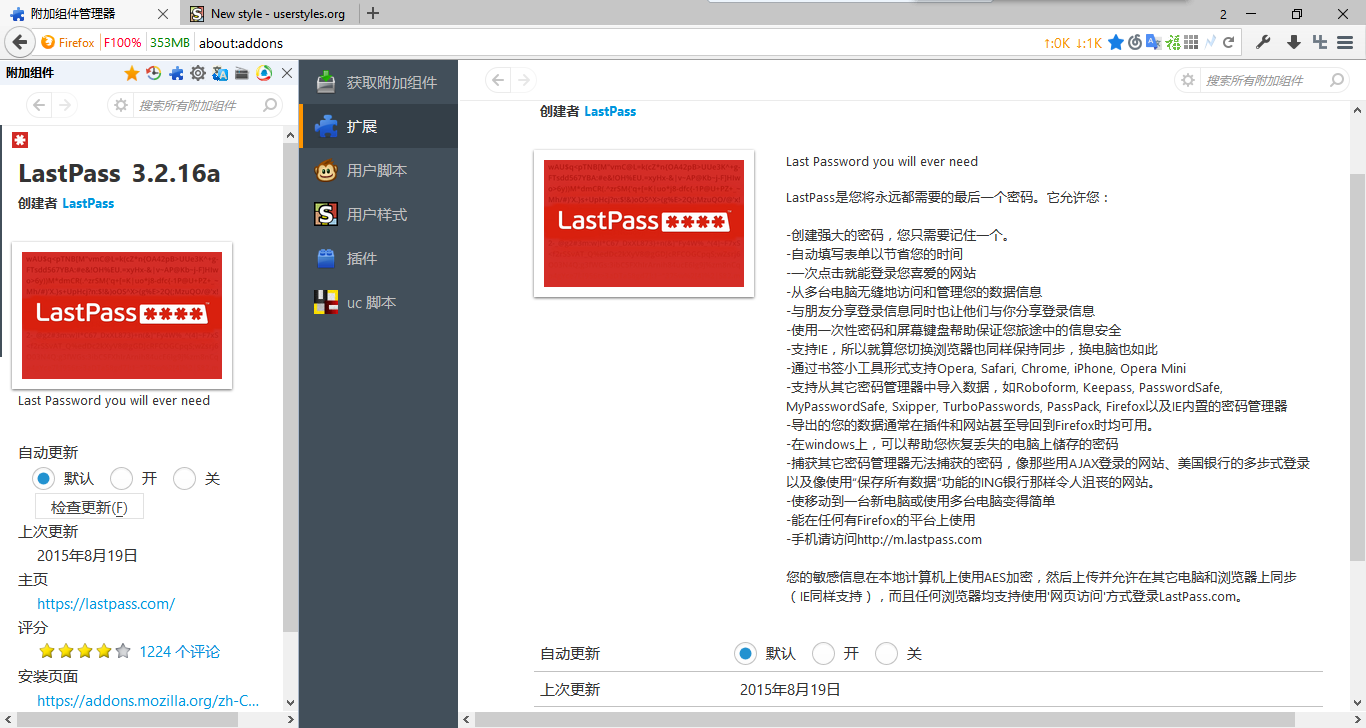 附加组件管理器
New style - userstyles.org
2
Firefox
F100%
353MB
about:addons
↑:0K ↓:1K
附加组件
搜索所有附加组件
LastPass 3.2.16a
创建者 LastPass
LastPass ****
Last Password you will ever need
自动更新
默认 开 关
检查更新(F)
上次更新
2015年8月19日
主页
https://lastpass.com/
评分
1224 个评论
安装页面
https://addons.mozilla.org/zh-C...
获取附加组件
扩展
用户脚本
用户样式
插件
uc 脚本
搜索所有附加组件
创建者 LastPass
LastPass ****
Last Password you will ever need
LastPass是您将永远都需要的最后一个密码。它允许您：
-创建强大的密码，您只需要记住一个。
-自动填写表单以节省您的时间
-一次点击就能登录您喜爱的网站
-从多台电脑无缝地访问和管理您的数据信息
-与朋友分享登录信息同时也让他们与你分享登录信息
-使用一次性密码和屏幕键盘帮助保证您旅途中的信息安全
-支持IE，所以就算您切换浏览器也同样保持同步，换电脑也如此
-通过书签小工具形式支持Opera, Safari, Chrome, iPhone, Opera Mini
-支持从其它密码管理器中导入数据，如Roboform, Keepass, PasswordSafe,
MyPasswordSafe, Sxipper, TurboPasswords, PassPack, Firefox以及IE内置的密码管理器
-导出的您的数据通常在插件和网站甚至导回到Firefox时均可用。
-在windows上，可以帮助您恢复丢失的电脑上储存的密码
-捕获其它密码管理器无法捕获的密码，像那些用AJAX登录的网站、美国银行的多步式登录
以及像使用"保存所有数据"功能的ING银行那样令人沮丧的网站。
-使移动到一台新电脑或使用多台电脑变得简单
-能在任何有Firefox的平台上使用
-手机请访问http://m.lastpass.com
您的敏感信息在本地计算机上使用AES加密，然后上传并允许在其它电脑和浏览器上同步
（IE同样支持），而且任何浏览器均支持使用'网页访问'方式登录LastPass.com。
自动更新
默认 开 关
上次更新
2015年8月19日